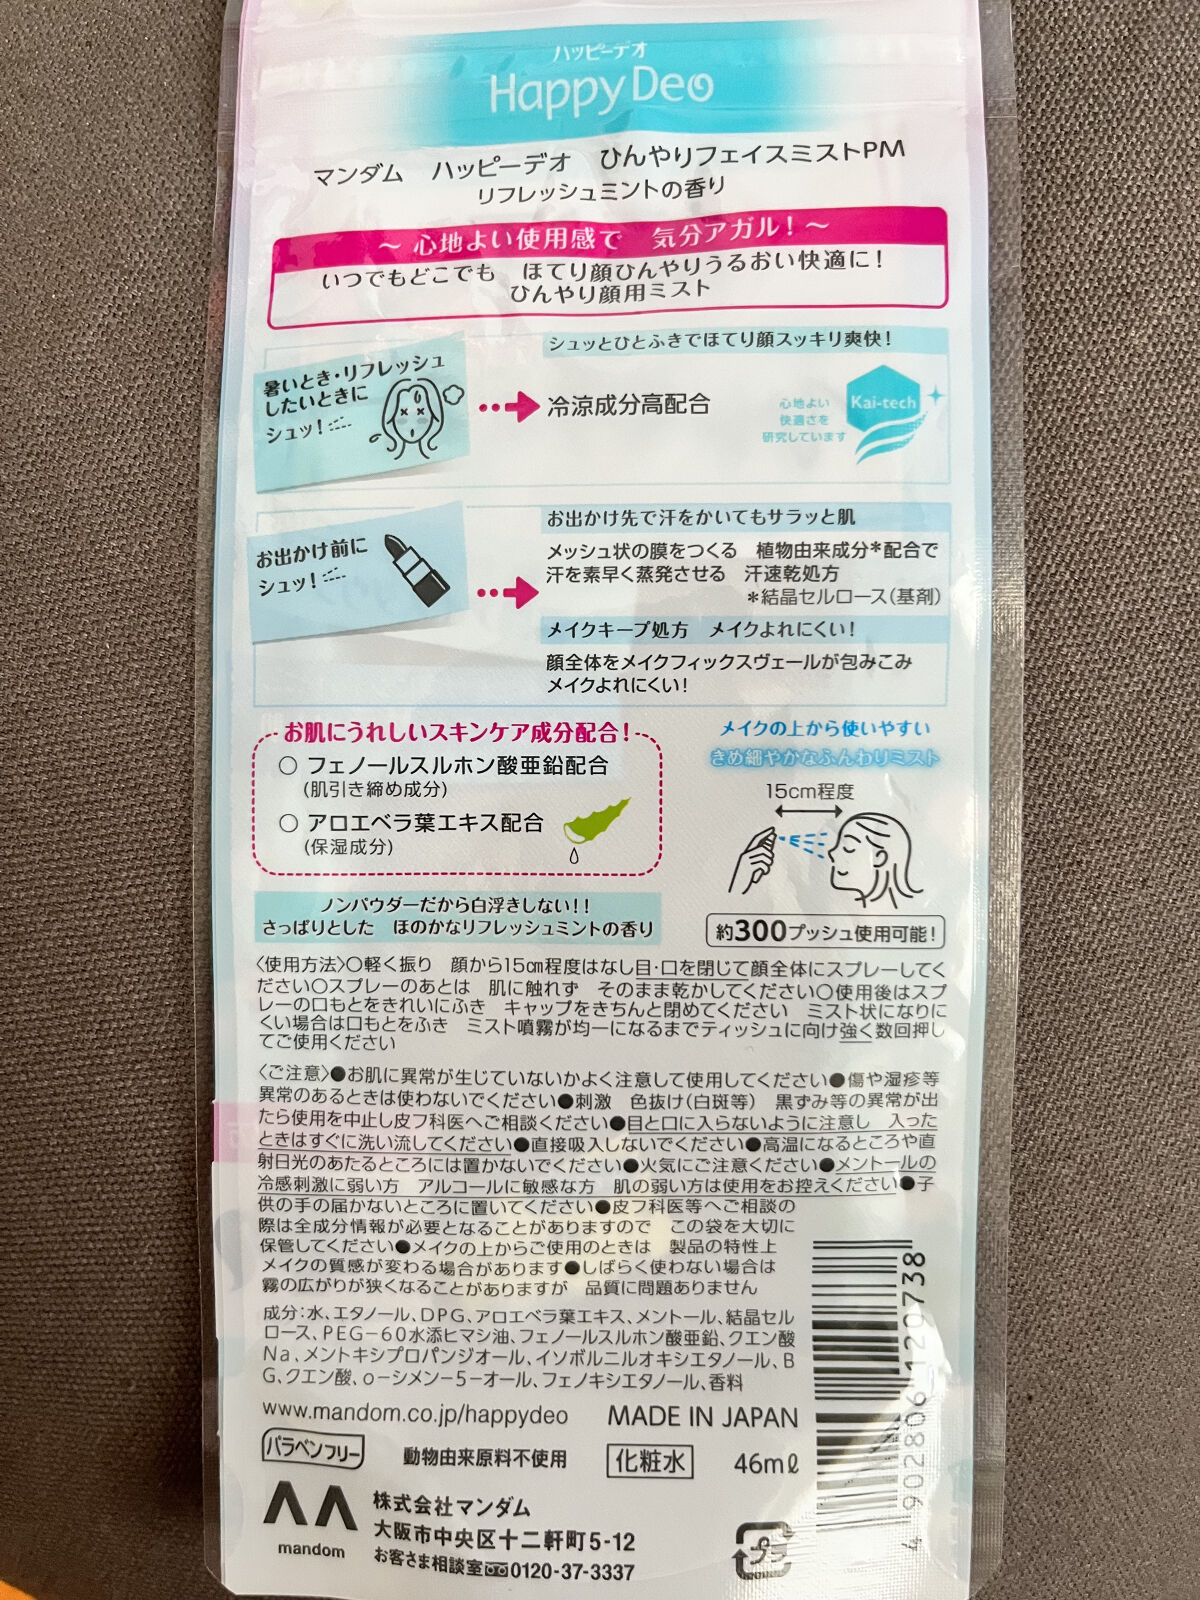 ハッピーデオ
Happy Deo
マンダム　ハッピーデオ　ひんやりフェイスミストPM
リフレッシュミントの香り
～ 心地よい使用感で　気分アガル！～
いつでもどこでも　ほてり顔ひんやりうるおい快適に！
ひんやり顔用ミスト
暑いとき・リフレッシュ
したいときに
シュッ！
シュッとひとふきでほてり顔スッキリ爽快！
冷涼成分高配合
心地よい
快適さを
研究しています
Kai-tech
お出かけ前に
シュッ！
お出かけ先で汗をかいてもサラッと肌
メッシュ状の膜をつくる　植物由来成分＊配合で
汗を素早く蒸発させる　汗速乾処方
＊結晶セルロース（基剤）
メイクキープ処方　メイクよれにくい！
顔全体をメイクフィックスヴェールが包みこみ
メイクよれにくい！
お肌にうれしいスキンケア成分配合！
○ フェノールスルホン酸亜鉛配合
（肌引き締め成分）
○ アロエベラ葉エキス配合
（保湿成分）
メイクの上から使いやすい
きめ細やかなふんわりミスト
15cm程度
約300プッシュ使用可能！
ノンパウダーだから白浮きしない！！
さっぱりとした　ほのかなリフレッシュミントの香り
〈使用方法〉○軽く振り　顔から15㎝程度はなし目・口を閉じて顔全体にスプレーしてく
ださい○スプレーのあとは　肌に触れず　そのまま乾かしてください○使用後はスプ
レーの口もとをきれいにふき　キャップをきちんと閉めてください　ミスト状になりに
くい場合は口もとをふき　ミスト噴霧が均一になるまでティッシュに向け強く数回押し
てご使用ください
〈ご注意〉●お肌に異常が生じていないかよく注意して使用してください●傷や湿疹等
異常のあるときは使わないでください●刺激　色抜け（白斑等）　黒ずみ等の異常が出
たら使用を中止し皮フ科医へご相談ください●目と口に入らないように注意し　入った
ときはすぐに洗い流してください●直接吸入しないでください●高温になるところや直
射日光のあたるところには置かないでください●火気にご注意ください●メントールの
冷感刺激に弱い方　アルコールに敏感な方　肌の弱い方は使用をお控えください●子
供の手の届かないところに置いてください●皮フ科医等へご相談の
際は全成分情報が必要となることがありますので　この袋を大切に
保管してください●メイクの上からご使用のときは　製品の特性上
メイクの質感が変わる場合があります●しばらく使わない場合は
霧の広がりが狭くなることがありますが　品質に問題ありません
成分：水、エタノール、DPG、アロエベラ葉エキス、メントール、結晶セル
ロース、PEG－60水添ヒマシ油、フェノールスルホン酸亜鉛、クエン酸
Na、メントキシプロパンジオール、イソボルニルオキシエタノール、B
G、クエン酸、o－シメン－5－オール、フェノキシエタノール、香料
www.mandom.co.jp/happydeo　MADE IN JAPAN
パラベンフリー　動物由来原料不使用　化粧水　46mℓ
mandom
株式会社マンダム
大阪市中央区十二軒町5-12
お客さま相談室 0120-37-3337
プラ
4 902806 120738